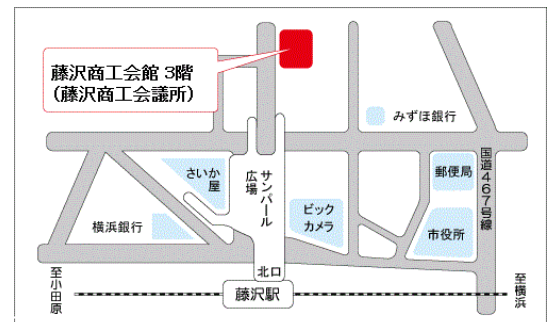 藤沢商工会館 3階
（藤沢商工会議所）
みずほ銀行
国道467号線
郵便局
さいか
屋
サンパール
広場
ビック
カメラ
横浜銀行
市役所
北口
藤沢駅
至小田原
至横浜